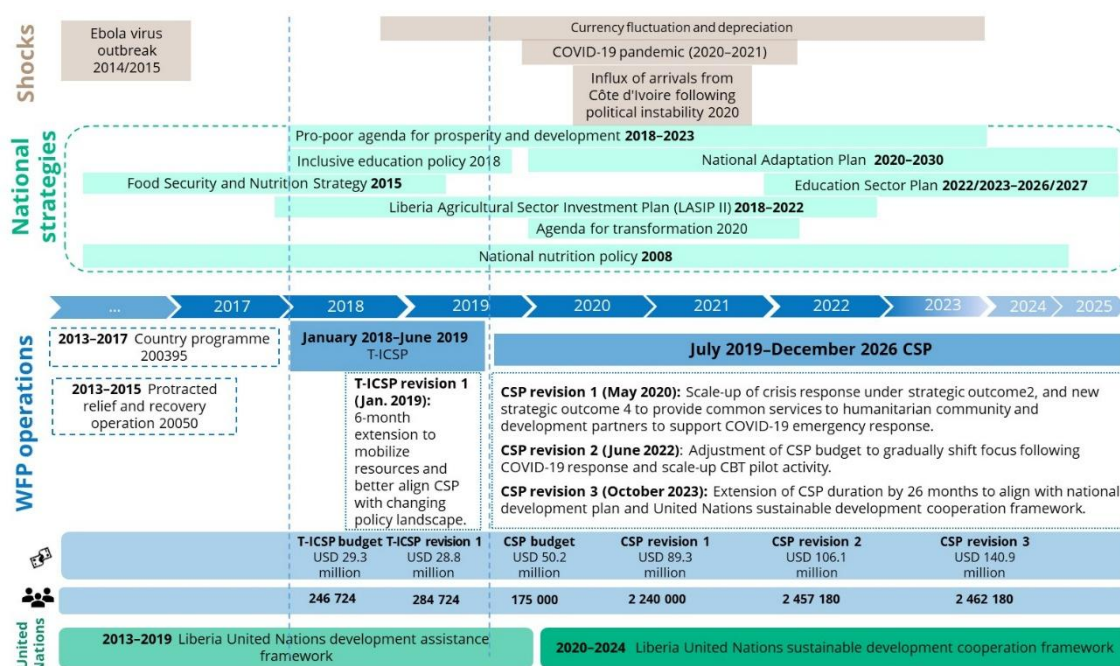 Shocks
Ebola virus
outbreak
2014/2015
Currency fluctuation and depreciation
COVID-19 pandemic (2020–2021)
Influx of arrivals from
Côte d'Ivoire following
political instability 2020
National
strategies
Pro-poor agenda for prosperity and development 2018–2023
Inclusive education policy 2018
National Adaptation Plan 2020–2030
Food Security and Nutrition Strategy 2015
Education Sector Plan 2022/2023–2026/2027
Liberia Agricultural Sector Investment Plan (LASIP II) 2018–2022
Agenda for transformation 2020
National nutrition policy 2008
... 2017 2018 2019 2020 2021 2022 2023 2024 2025
WFP operations
2013–2017 Country programme
200395
2013–2015 Protracted
relief and recovery
operation 20050
January 2018–June 2019
T-ICSP
T-ICSP revision 1
(Jan. 2019):
6-month
extension to
mobilize
resources and
better align CSP
with changing
policy landscape.
July 2019–December 2026 CSP
CSP revision 1 (May 2020): Scale-up of crisis response under strategic outcome2, and new
strategic outcome 4 to provide common services to humanitarian community and
development partners to support COVID-19 emergency response.
CSP revision 2 (June 2022): Adjustment of CSP budget to gradually shift focus following
COVID-19 response and scale-up CBT pilot activity.
CSP revision 3 (October 2023): Extension of CSP duration by 26 months to align with national
development plan and United Nations sustainable development cooperation framework.
T-ICSP budget
USD 29.3
million
T-ICSP revision 1
USD 28.8
million
CSP budget
USD 50.2
million
CSP revision 1
USD 89.3
million
CSP revision 2
USD 106.1
million
CSP revision 3
USD 140.9
million
246 724 284 724 175 000 2 240 000 2 457 180 2 462 180
United
Nations
2013–2019 Liberia United Nations development assistance
framework
2020–2024 Liberia United Nations sustainable development cooperation framework